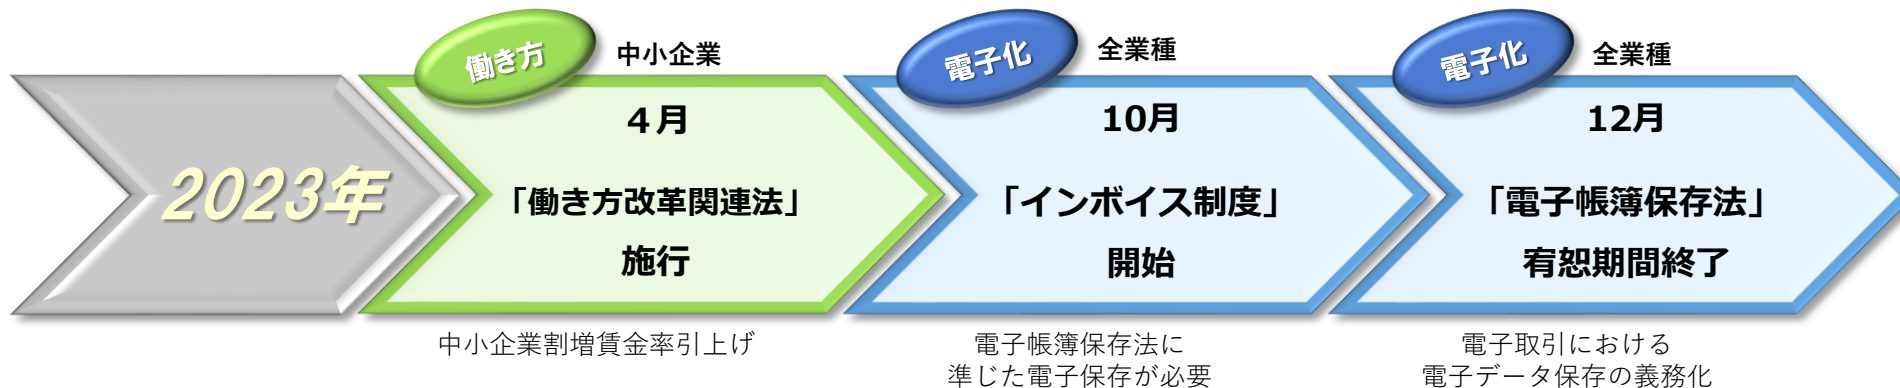 2023年
働き方
中小企業
４月
「働き方改革関連法」
施行
中小企業割増賃金率引上げ
電子化
全業種
10月
「インボイス制度」
開始
電子帳簿保存法に
準じた電子保存が必要
電子化
全業種
12月
「電子帳簿保存法」
宥恕期間終了
電子取引における
電子データ保存の義務化